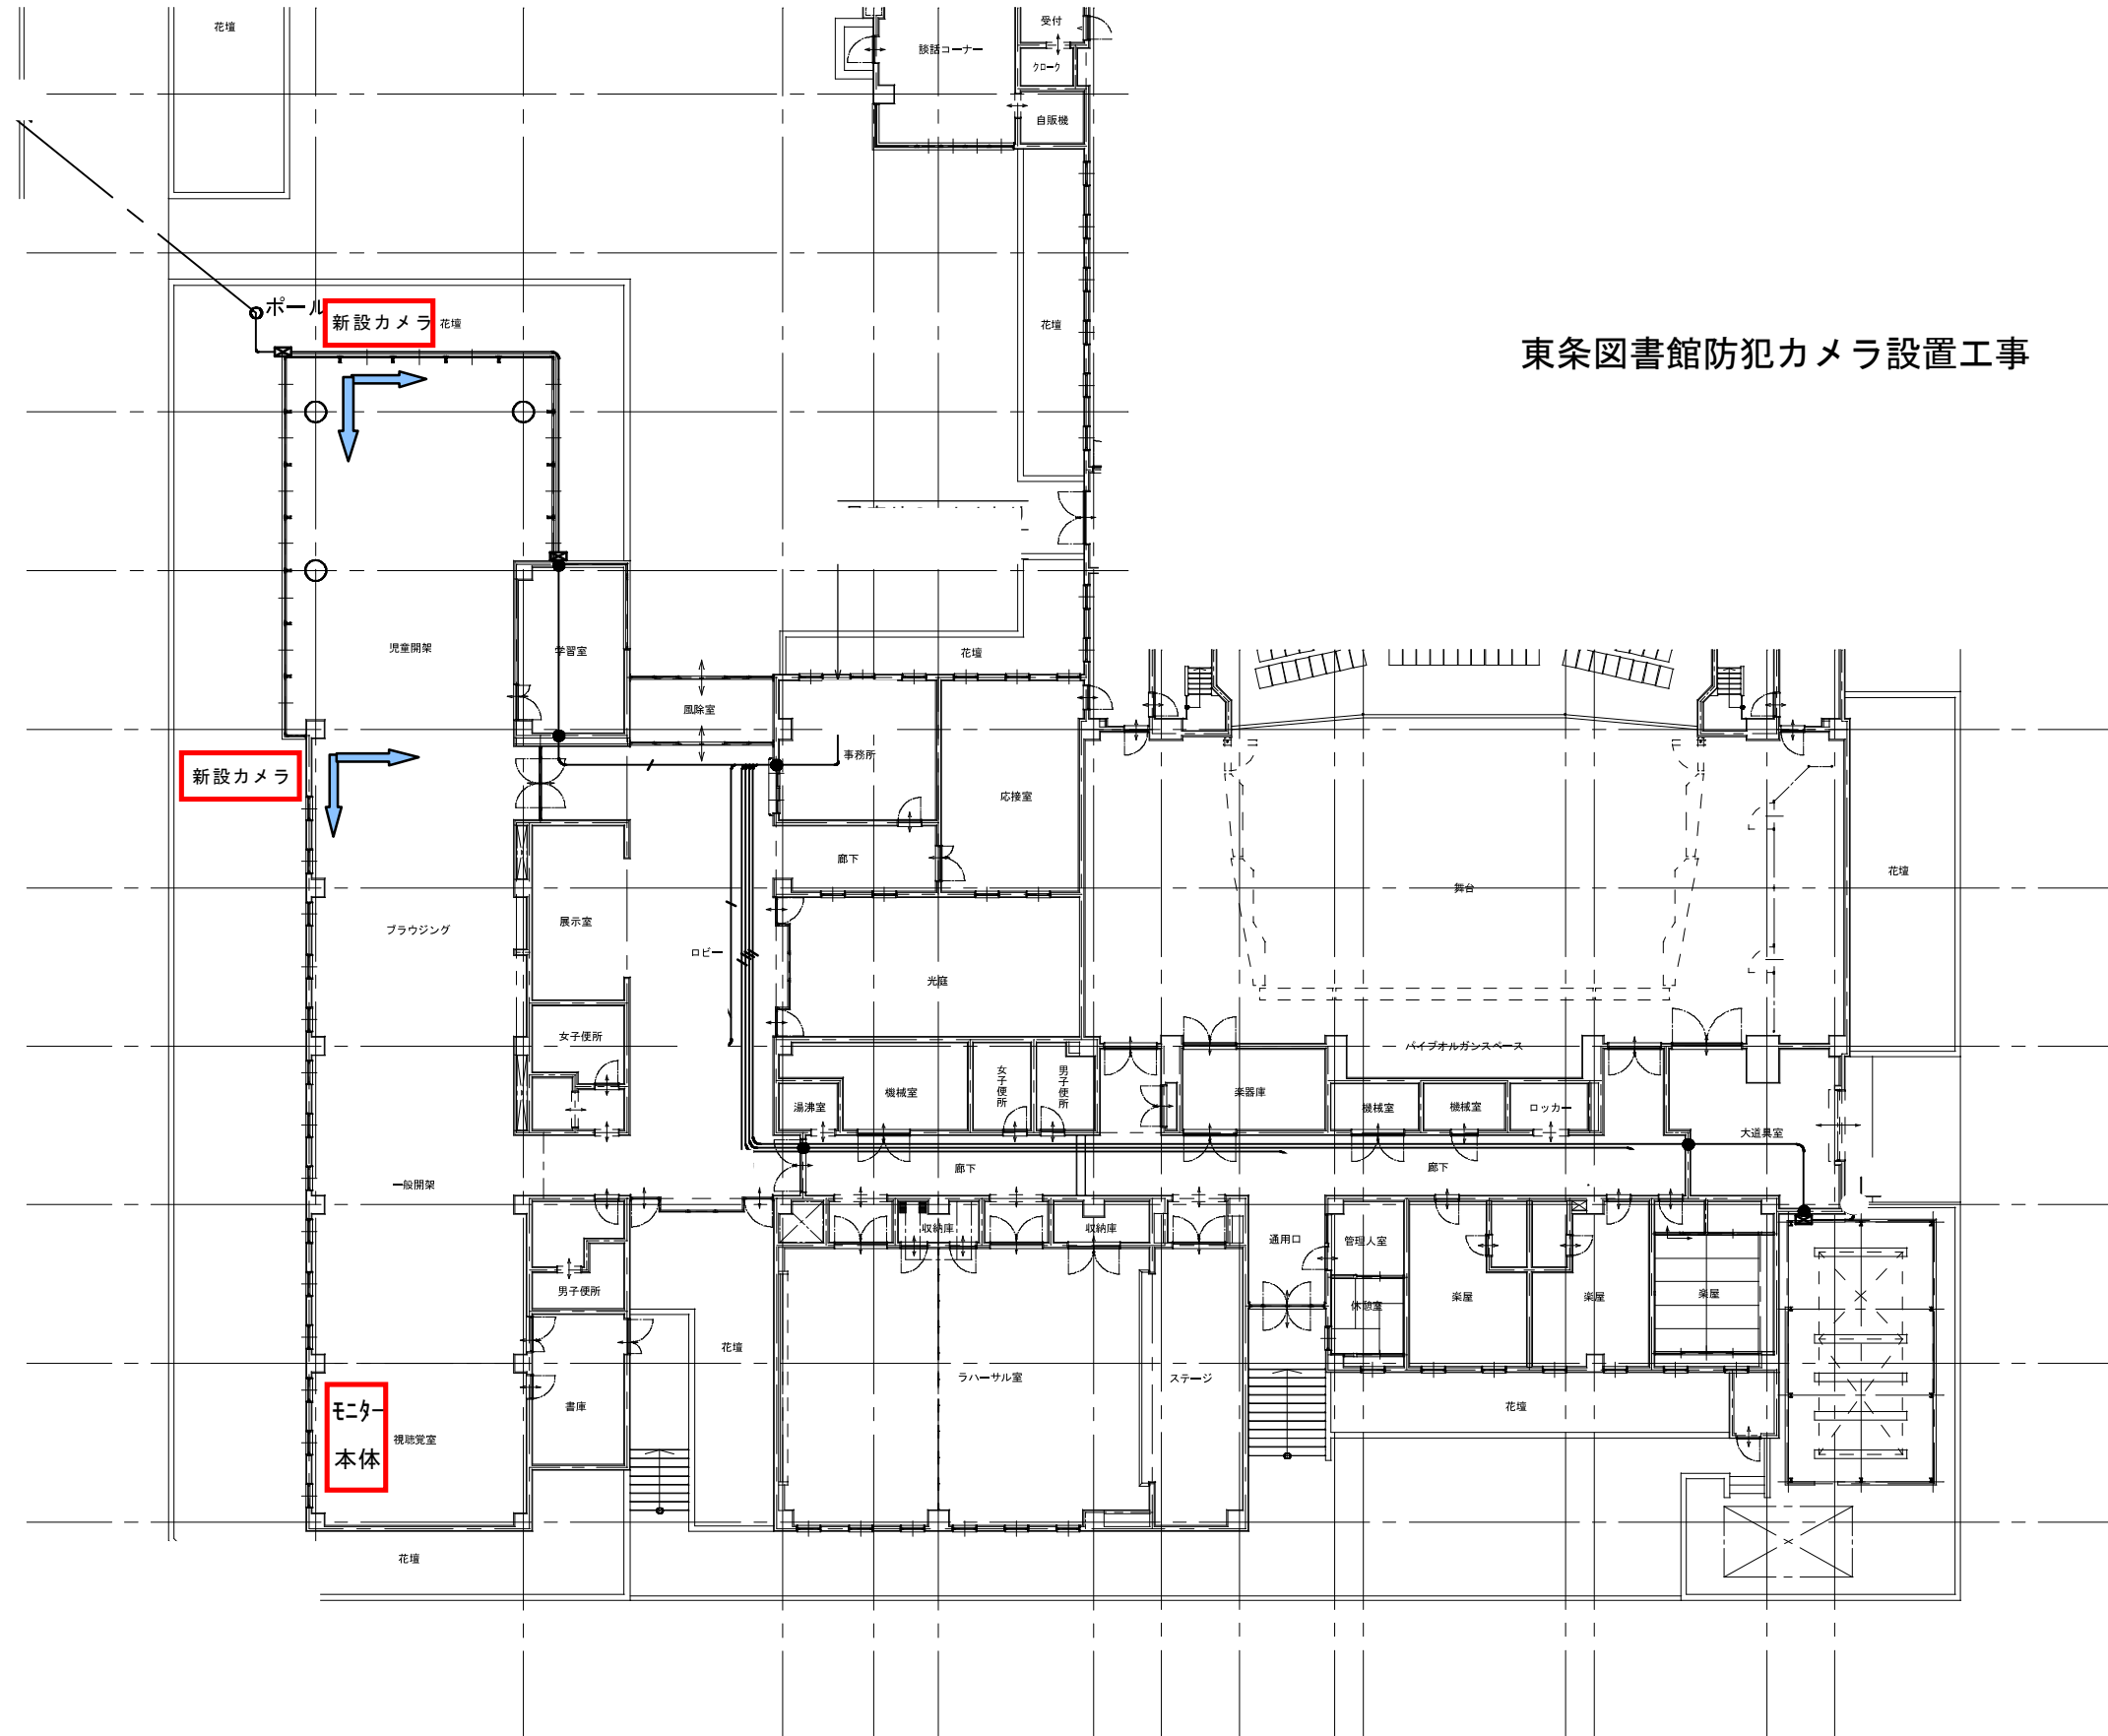 花壇
受付
談話コーナー
クローク
自販機
ポール
新設カメラ
花壇
花壇
東条図書館防犯カメラ設置工事
児童開架
学習室
花壇
風除室
事務所
新設カメラ
応接室
廊下
舞台
花壇
展示室
ブラウジング
ロビー
光庭
女子便所
パイプオルガンスペース
女子便所
男子便所
機械室
楽器庫
湯沸室
機械室
機械室
ロッカー
大道具室
廊下
廊下
一般開架
収納庫
収納庫
通用口
管理人室
男子便所
休憩室
楽屋
楽屋
楽屋
花壇
ラハーサル室
ステージ
書庫
花壇
モニター
本体
視聴覚室
花壇